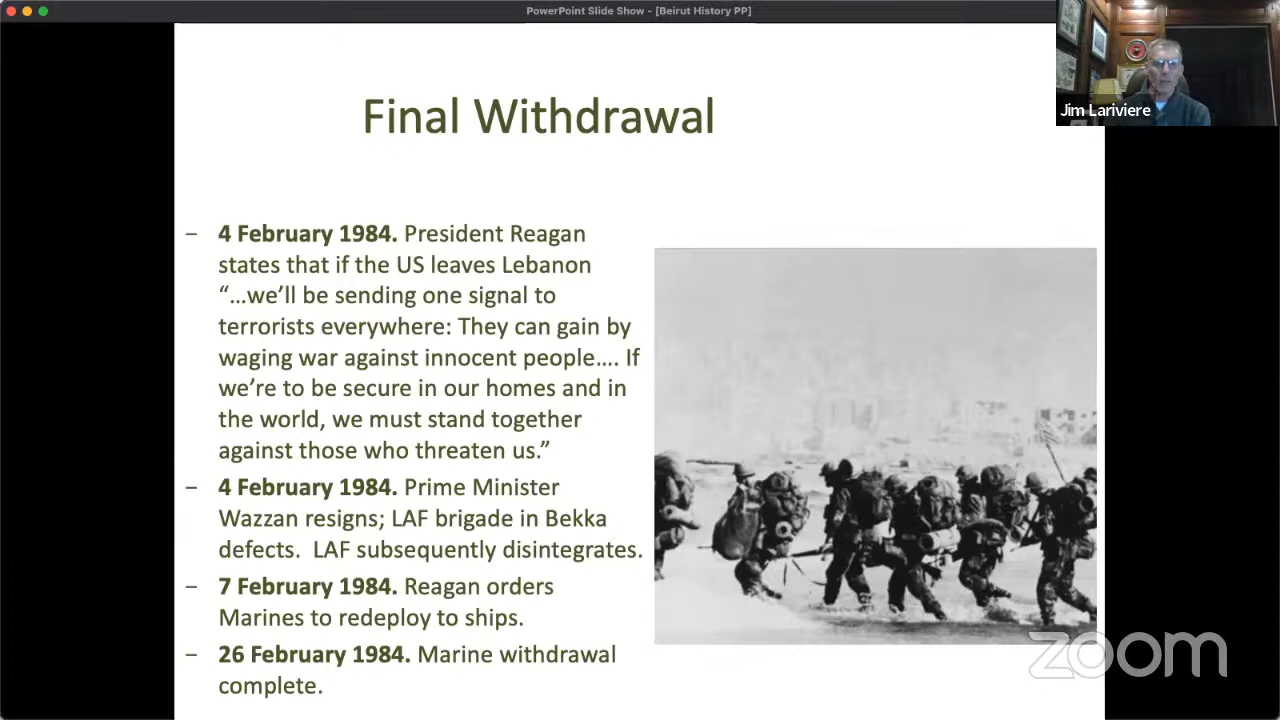 PowerPoint Slide Show - [Beirut History PP]
Jim Lariviere
Final Withdrawal
– 4 February 1984. President Reagan
states that if the US leaves Lebanon
“…we’ll be sending one signal to
terrorists everywhere: They can gain by
waging war against innocent people…. If
we’re to be secure in our homes and in
the world, we must stand together
against those who threaten us.”
– 4 February 1984. Prime Minister
Wazzan resigns; LAF brigade in Bekka
defects.  LAF subsequently disintegrates.
– 7 February 1984. Reagan orders
Marines to redeploy to ships.
– 26 February 1984. Marine withdrawal
complete.
zoom